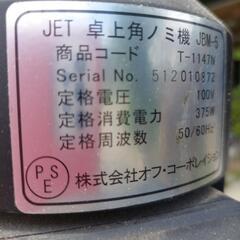 JET 卓上角ノミ機 JBM-5
商品コード T-1147N
Serial No. 512010872
定格電圧 100V
定格消費電力 375W
定格周波数 50/60Hz
PSE 株式会社オフ・コーポレイション